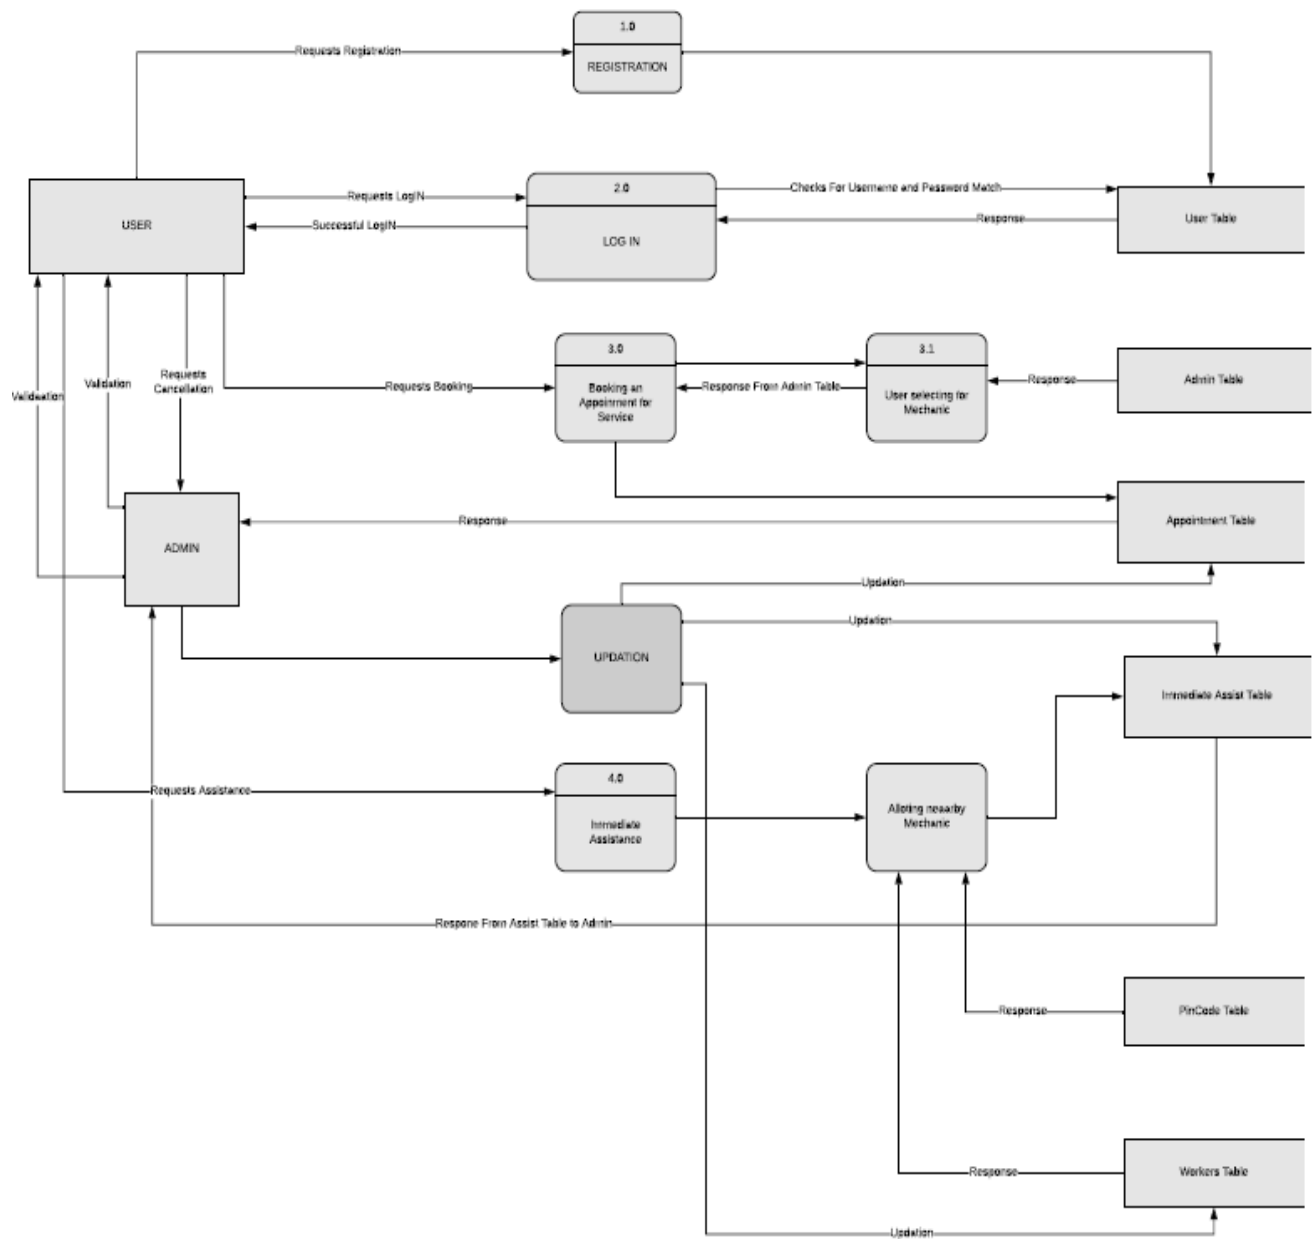 1.0
Requests Registration
REGISTRATION
2.0
Requests LogIN
Checks For Username and Password Match
USER
Successful LogIN
LOG IN
Response
User Table
3.0
3.1
Validation
Validation
Requests
Cancellation
Requests Booking
Booking an
Appoinment for
Service
Response From Admin Table
User selecting for
Mechanic
Response
Admin Table
ADMIN
Response
Appointment Table
Updation
Updation
UPDATION
Immediate Assist Table
4.0
Requests Assistance
Immediate
Assistance
Alloting nearby
Mechanic
Respone From Assist Table to Admin
Response
PinCode Table
Response
Workers Table
Updation